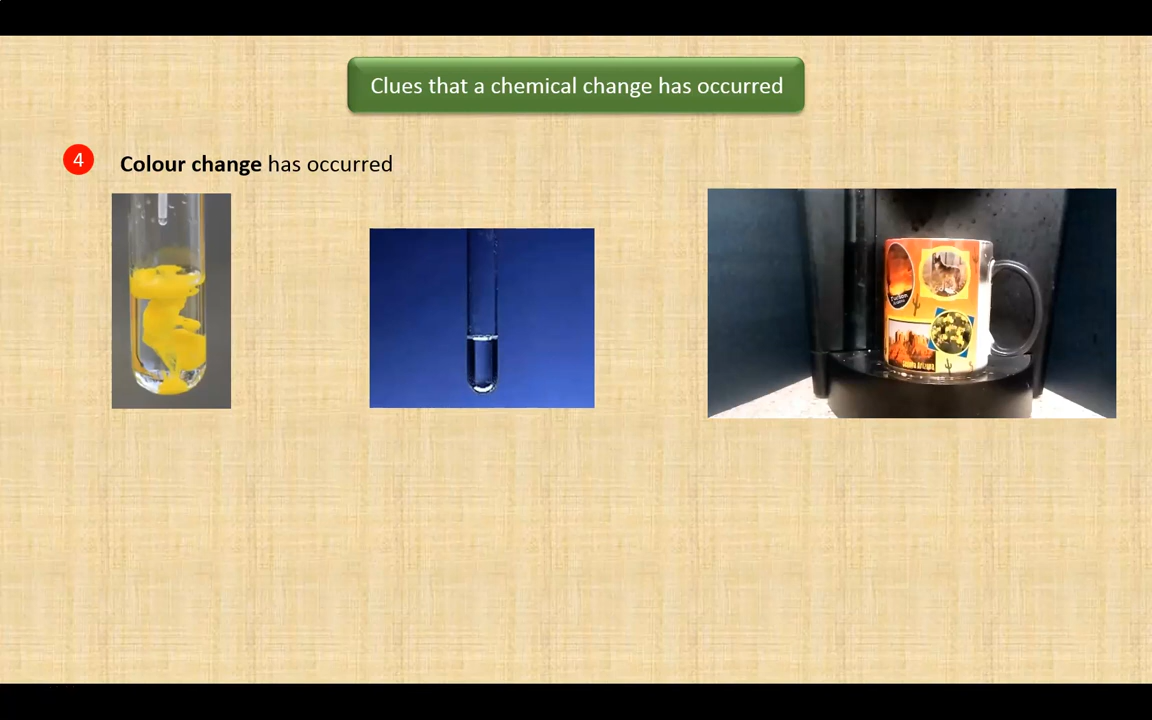 Clues that a chemical change has occurred
4
Colour change has occurred